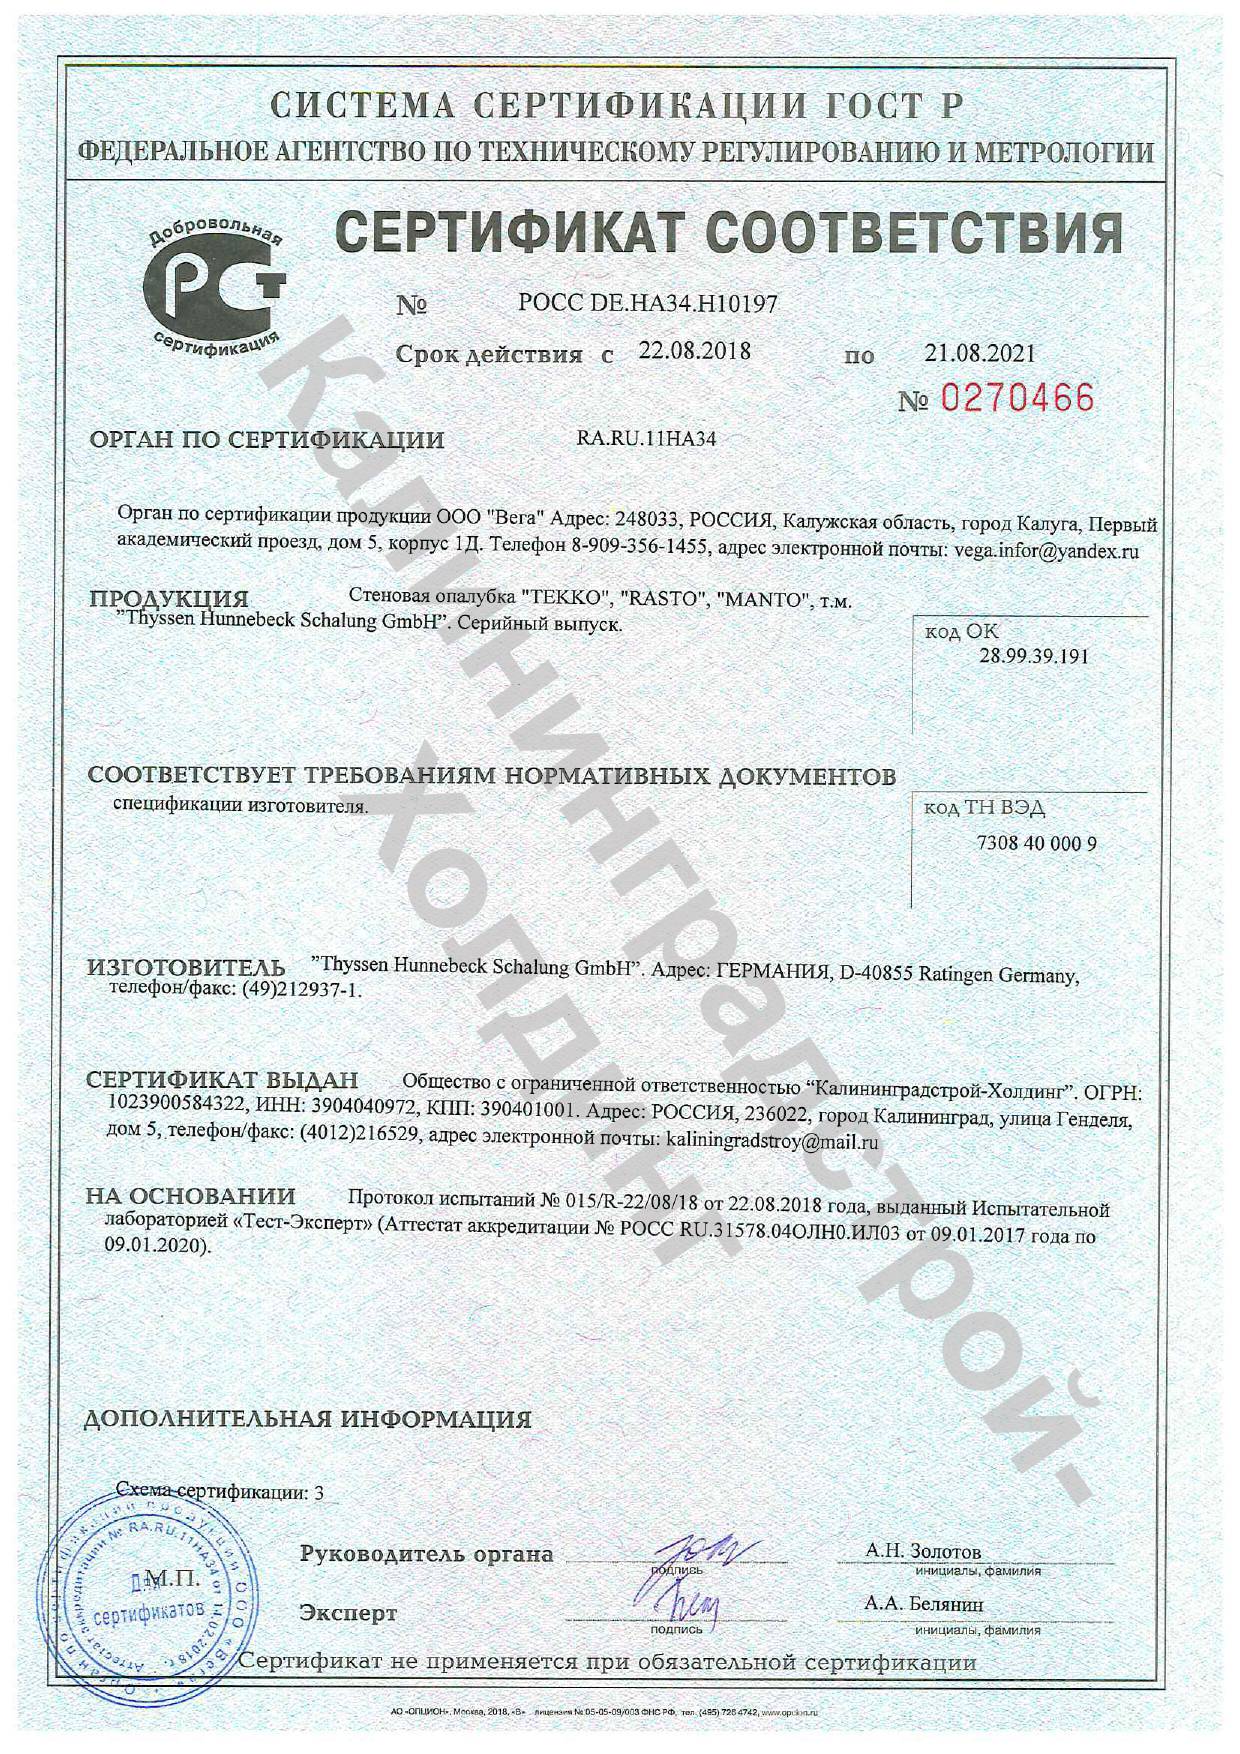 СИСТЕМА СЕРТИФИКАЦИИ ГОСТ Р
ФЕДЕРАЛЬНОЕ АГЕНТСТВО ПО ТЕХНИЧЕСКОМУ РЕГУЛИРОВАНИЮ И МЕТРОЛОГИИ
Добровольная
РСТ
сертификация
СЕРТИФИКАТ СООТВЕТСТВИЯ
№ РОСС DE.НА34.Н10197
Срок действия с 22.08.2018 по 21.08.2021
№ 0270466
ОРГАН ПО СЕРТИФИКАЦИИ RA.RU.11НА34
Орган по сертификации продукции ООО "Вега" Адрес: 248033, РОССИЯ, Калужская область, город Калуга, Первый
академический проезд, дом 5, корпус 1Д. Телефон 8-909-356-1455, адрес электронной почты: vega.infor@yandex.ru
ПРОДУКЦИЯ Стеновая опалубка "TEKKO", "RASTO", "MANTO", т.м.
"Thyssen Hunnebeck Schalung GmbH". Серийный выпуск.
код ОК
28.99.39.191
СООТВЕТСТВУЕТ ТРЕБОВАНИЯМ НОРМАТИВНЫХ ДОКУМЕНТОВ
спецификации изготовителя.
код ТН ВЭД
7308 40 000 9
ИЗГОТОВИТЕЛЬ "Thyssen Hunnebeck Schalung GmbH". Адрес: ГЕРМАНИЯ, D-40855 Ratingen Germany,
телефон/факс: (49)212937-1.
СЕРТИФИКАТ ВЫДАН Общество с ограниченной ответственностью "Калининградстрой-Холдинг". ОГРН:
1023900584322, ИНН: 3904040972, КПП: 390401001. Адрес: РОССИЯ, 236022, город Калининград, улица Генделя,
дом 5, телефон/факс: (4012)216529, адрес электронной почты: kaliningradstroy@mail.ru
НА ОСНОВАНИИ Протокол испытаний № 015/R-22/08/18 от 22.08.2018 года, выданный Испытательной
лабораторией «Тест-Эксперт» (Аттестат аккредитации № РОСС RU.31578.04ОЛН0.ИЛ03 от 09.01.2017 года по
09.01.2020).
ДОПОЛНИТЕЛЬНАЯ ИНФОРМАЦИЯ
Схема сертификации: 3
Руководитель органа
подпись
А.Н. Золотов
инициалы, фамилия
М.П.
Эксперт
подпись
А.А. Белянин
инициалы, фамилия
Орган по сертификации продукции ООО «Вега»
Аттестат аккредитации № RA.RU.11НА34 от 14.02.2018 г.
Для
сертификатов
Сертификат не применяется при обязательной сертификации
АО «ОПЦИОН», Москва, 2018, «В» лицензия № 05-05-09/003 ФНС РФ, тел. (495) 726 4742, www.opcion.ru
Калининградстрой-
Холдинг